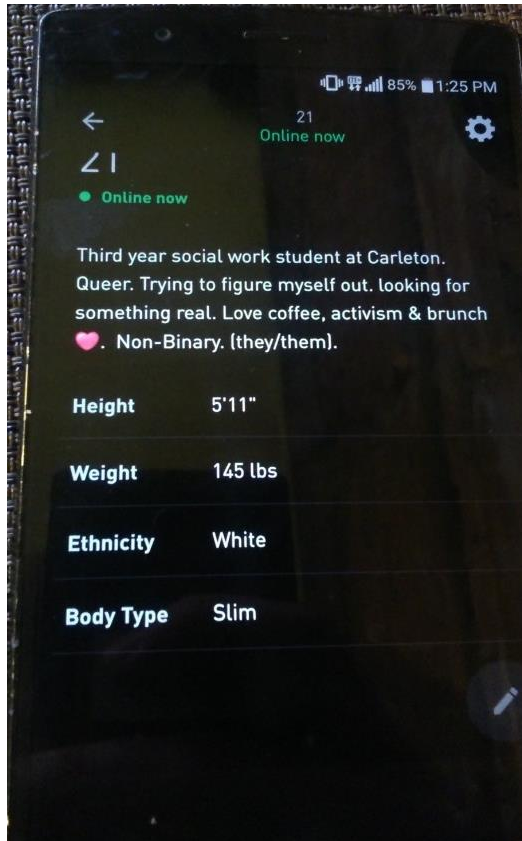 85% 1:25 PM
21
Online now
21
Online now
Third year social work student at Carleton.
Queer. Trying to figure myself out. looking for
something real. Love coffee, activism & brunch
💗. Non-Binary. (they/them).
Height 5'11"
Weight 145 lbs
Ethnicity White
Body Type Slim